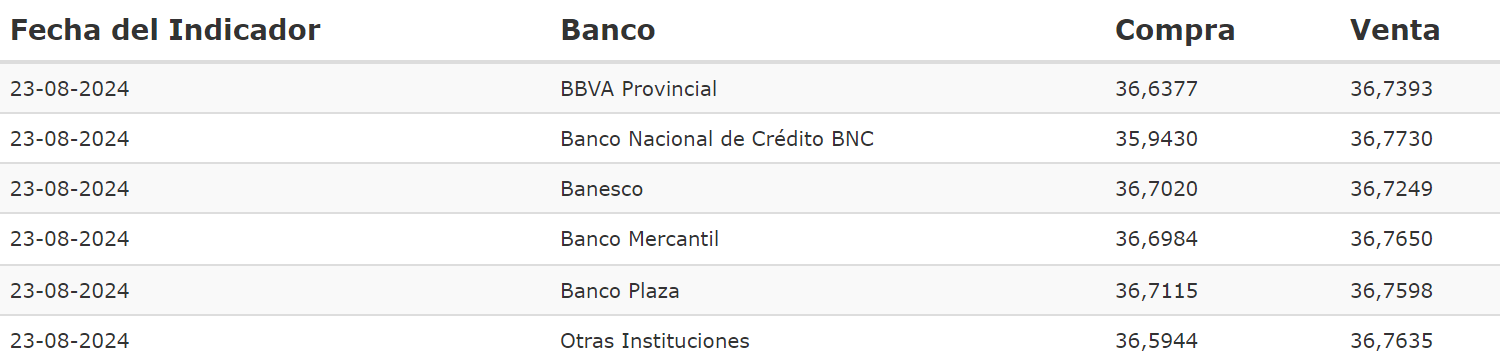 Fecha del Indicador Banco Compra Venta
23-08-2024 BBVA Provincial 36,6377 36,7393
23-08-2024 Banco Nacional de Crédito BNC 35,9430 36,7730
23-08-2024 Banesco 36,7020 36,7249
23-08-2024 Banco Mercantil 36,6984 36,7650
23-08-2024 Banco Plaza 36,7115 36,7598
23-08-2024 Otras Instituciones 36,5944 36,7635